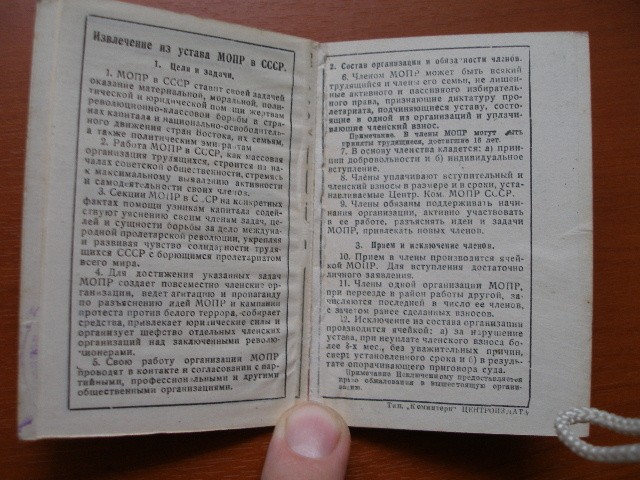 Извлечение из устава МОПР в СССР.
1. Цели и задачи.
1. МОПР в СССР ставит своей задачей
оказание материальной, моральной, поли-
тической и юридической помощи жертвам
революционно-классовой борьбы в стра-
нах капитала и национально-освободитель-
ного движения стран Востока, их семьям,
а также политическим эмигрантам
2. Работа МОПР в СССР, как массовая
организация трудящихся, строится на на-
чалах советской общественности, стремясь
к максимальному выявлению активности
и самодеятельности своих членов.
3. Секции МОПР в СССР на конкретных
фактах помощи узникам капитала содей-
ствуют уяснению своим членам задач, це-
лей и сущности борьбы за дело междуна-
родной пролетарской революции, укрепляя
и развивая чувство солидарности трудя-
щихся СССР с борющимся пролетариатом
всего мира.
4. Для достижения указанных задач
МОПР создает повсеместно членские ор-
ганизации, ведет агитацию и пропаганду
по разъяснению идей МОПР и кампании
протеста против белого террора, собирает
средства, привлекает юридические силы и
организует шефство отдельных членских
организаций над заключенными револю-
ционерами.
5. Свою работу организации МОПР
проводят в контакте и согласовании с пар-
тийными, профессиональными и другими
общественными организациями.
2. Состав организации и обязанности членов.
6. Членом МОПР может быть всякий
трудящийся и члены его семьи, не лишен-
ные активного и пассивного избиратель-
ного права, признающие диктатуру про-
летариата, подчиняющиеся уставу, состо-
ящие в одной из организаций и уплачи-
вающие членский взнос.
Примечание. В члены МОПР могут быть
приняты трудящиеся, достигшие 16 лет.
7. В основу членства кладется: а) прин-
ципы добровольности и б) индивидуальное
вступление.
8. Члены уплачивают вступительный и
членский взносы в размере и в сроки, уста-
навливаемые Центр. Ком. МОПР СССР.
9. Члены обязаны поддерживать начи-
нания организации, активно участвовать
в ее работе, разъяснять идеи и задачи
МОПР, привлекать новых членов.
3. Прием и исключение членов.
10. Прием в члены производится ячей-
кой МОПР. Для вступления достаточно
личного заявления.
11. Члены одной организации МОПР,
при переезде в район работы другой, за-
числяются последней в число ее членов,
с зачетом ранее сделанных взносов.
12. Исключение из состава организации
производится ячейкой: а) за нарушение
устава, при неуплате членского взноса бо-
лее 3-х мес., без уважительных причин,
сверх установленного срока и б) в резуль-
тате опорачивающего приговора суда.
Примечание Исключенному предоставляется
право обжалования в вышестоящую органи-
зацию.
Тип. „Коминтерн" ЦЕНТРОИЗДАТА